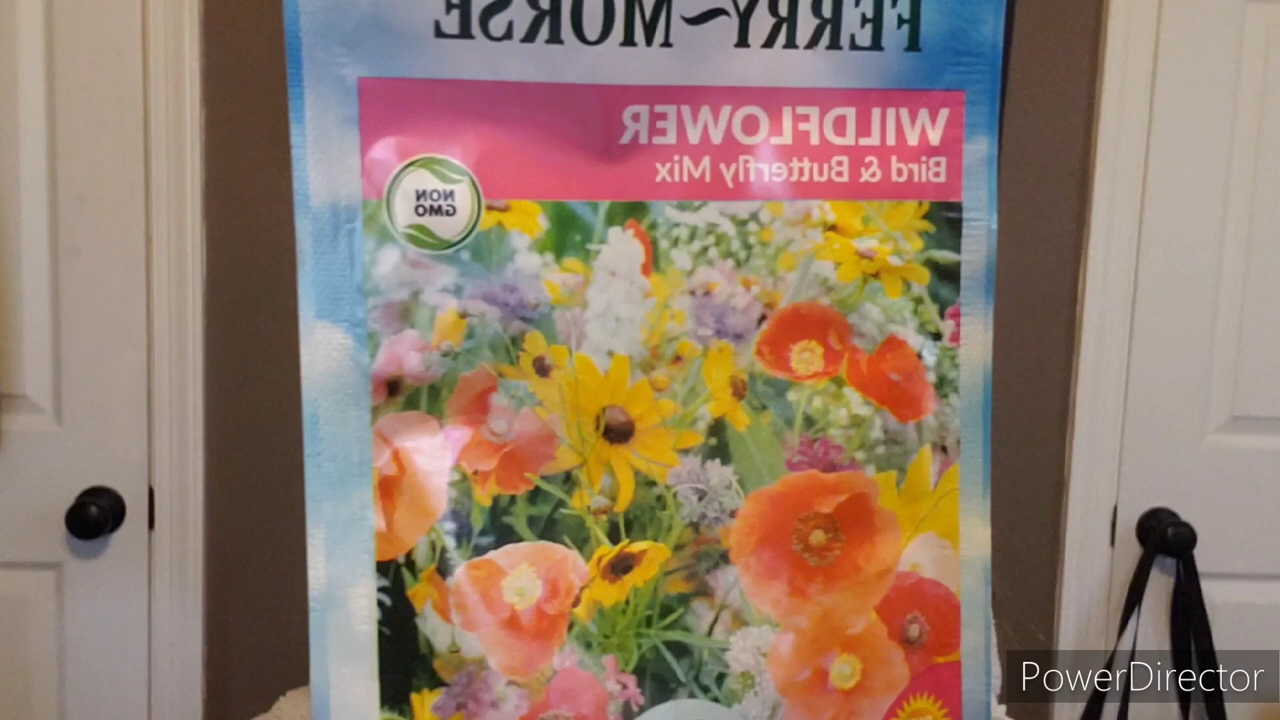 FERRY~MORSE
WILDFLOWER
Bird & Butterfly Mix
NON
GMO
PowerDirector